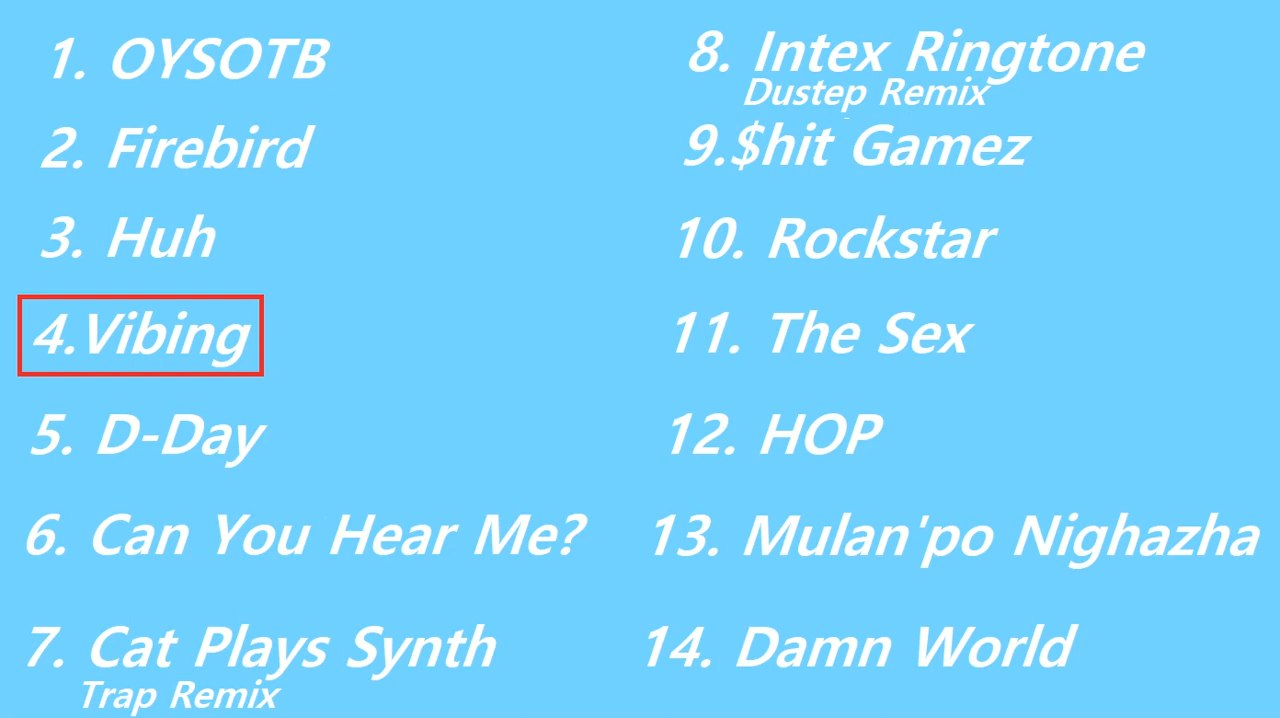 1. OYSOTB
2. Firebird
3. Huh
4.Vibing
5. D-Day
6. Can You Hear Me?
7. Cat Plays Synth
Trap Remix
8. Intex Ringtone
Dustep Remix
9.$hit Gamez
10. Rockstar
11. The Sex
12. HOP
13. Mulan'po Nighazha
14. Damn World